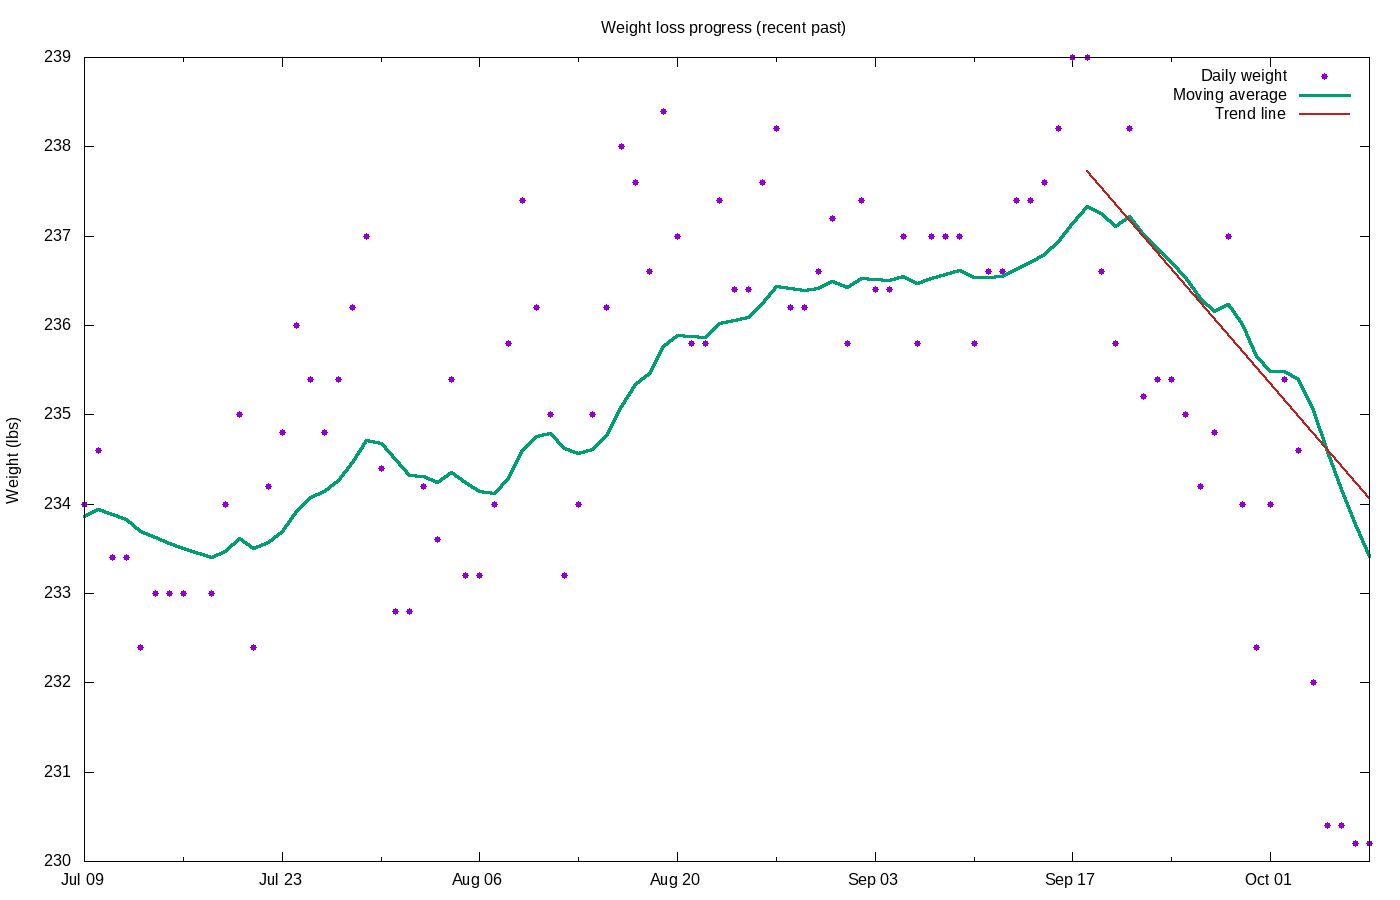 Weight loss progress (recent past)
Daily weight
Moving average
Trend line
239
238
237
236
235
234
233
232
231
230
Weight (lbs)
Jul 09 Jul 23 Aug 06 Aug 20 Sep 03 Sep 17 Oct 01